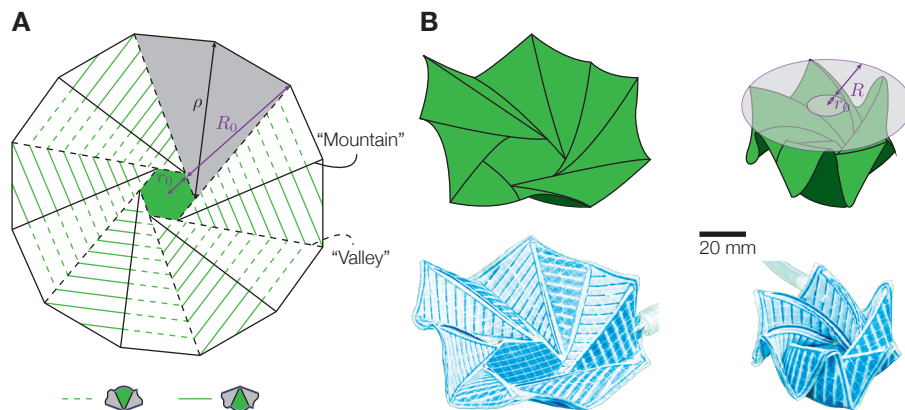 A
B
ρ
R₀
r₀
"Mountain"
"Valley"
R
r₀
20 mm